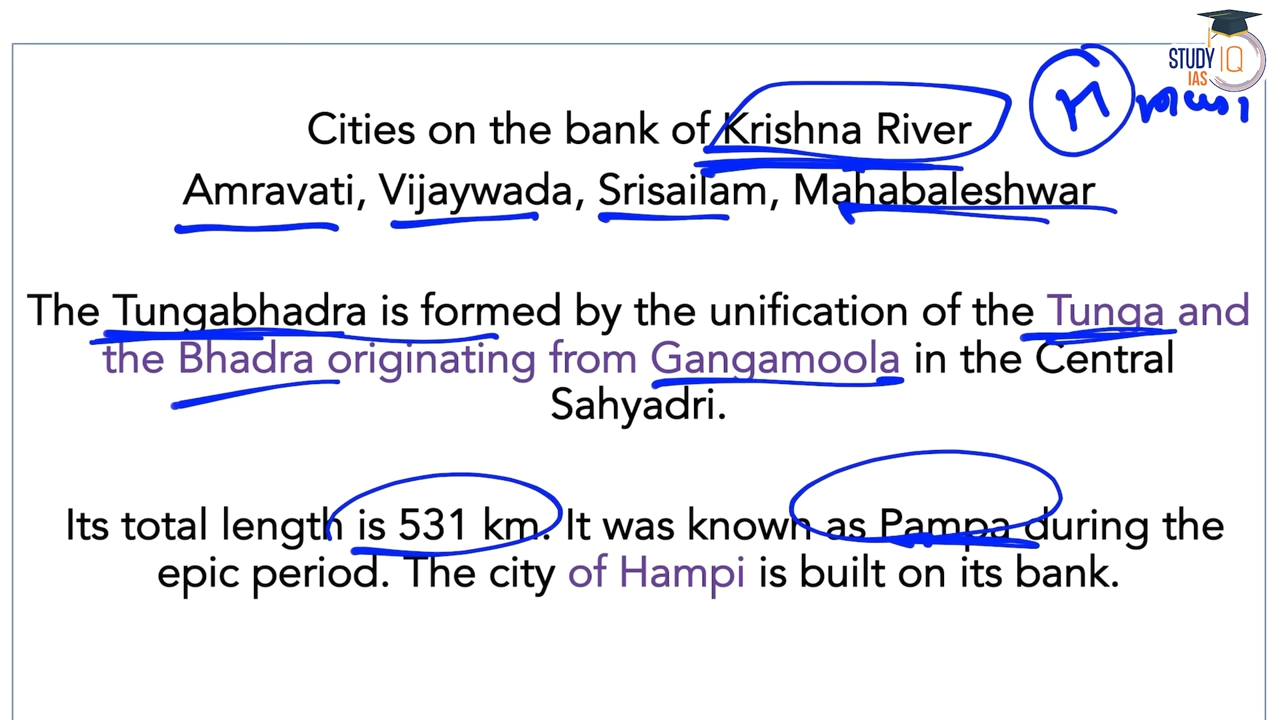 STUDY IQ
IAS
Cities on the bank of Krishna River
Amravati, Vijaywada, Srisailam, Mahabaleshwar
The Tungabhadra is formed by the unification of the Tunga and
the Bhadra originating from Gangamoola in the Central
Sahyadri.
Its total length is 531 km. It was known as Pampa during the
epic period. The city of Hampi is built on its bank.